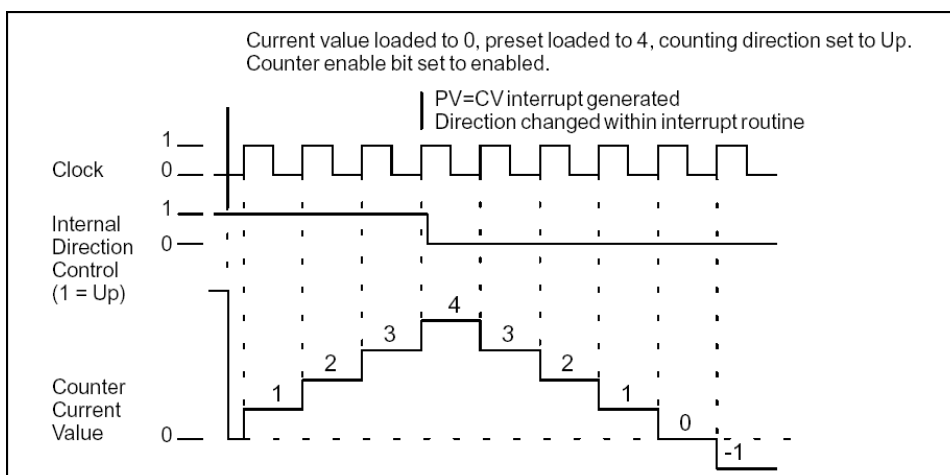 Current value loaded to 0, preset loaded to 4, counting direction set to Up.
Counter enable bit set to enabled.
PV=CV interrupt generated
Direction changed within interrupt routine
1
Clock
0
1
Internal
Direction
Control
(1 = Up)
0
4
3
3
2
2
1
1
0
-1
Counter
Current
Value
0